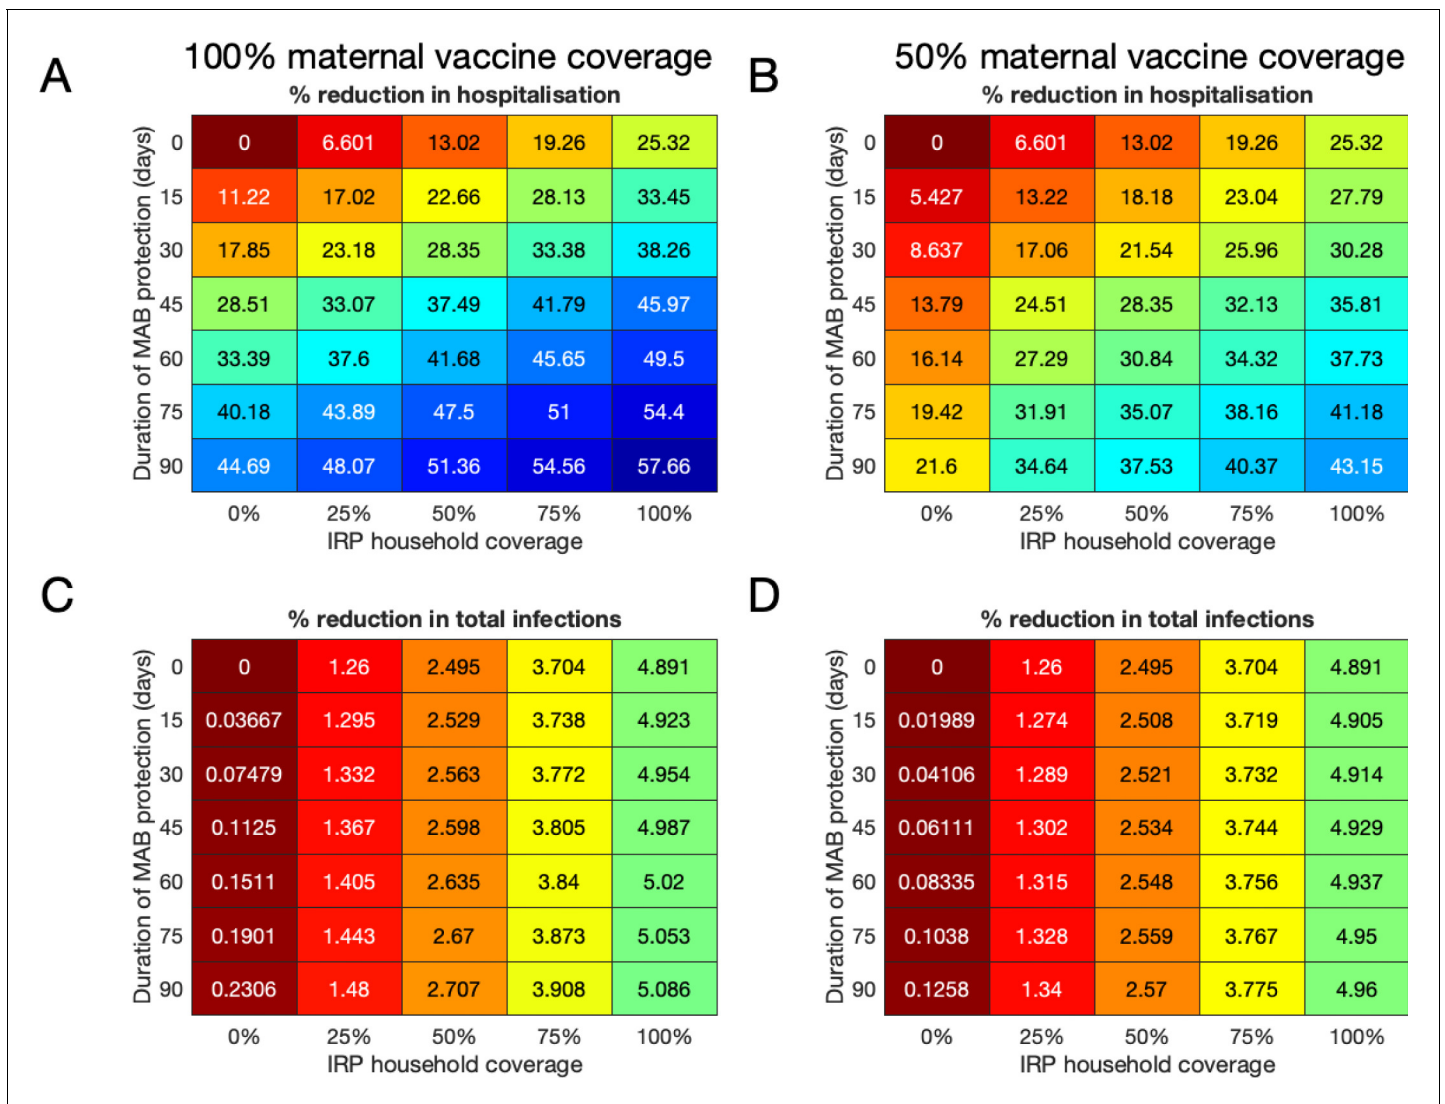 A
100% maternal vaccine coverage
% reduction in hospitalisation
Duration of MAB protection (days)
0 0 6.601 13.02 19.26 25.32
15 11.22 17.02 22.66 28.13 33.45
30 17.85 23.18 28.35 33.38 38.26
45 28.51 33.07 37.49 41.79 45.97
60 33.39 37.6 41.68 45.65 49.5
75 40.18 43.89 47.5 51 54.4
90 44.69 48.07 51.36 54.56 57.66
0% 25% 50% 75% 100%
IRP household coverage
B
50% maternal vaccine coverage
% reduction in hospitalisation
Duration of MAB protection (days)
0 0 6.601 13.02 19.26 25.32
15 5.427 13.22 18.18 23.04 27.79
30 8.637 17.06 21.54 25.96 30.28
45 13.79 24.51 28.35 32.13 35.81
60 16.14 27.29 30.84 34.32 37.73
75 19.42 31.91 35.07 38.16 41.18
90 21.6 34.64 37.53 40.37 43.15
0% 25% 50% 75% 100%
IRP household coverage
C
% reduction in total infections
Duration of MAB protection (days)
0 0 1.26 2.495 3.704 4.891
15 0.03667 1.295 2.529 3.738 4.923
30 0.07479 1.332 2.563 3.772 4.954
45 0.1125 1.367 2.598 3.805 4.987
60 0.1511 1.405 2.635 3.84 5.02
75 0.1901 1.443 2.67 3.873 5.053
90 0.2306 1.48 2.707 3.908 5.086
0% 25% 50% 75% 100%
IRP household coverage
D
% reduction in total infections
Duration of MAB protection (days)
0 0 1.26 2.495 3.704 4.891
15 0.01989 1.274 2.508 3.719 4.905
30 0.04106 1.289 2.521 3.732 4.914
45 0.06111 1.302 2.534 3.744 4.929
60 0.08335 1.315 2.548 3.756 4.937
75 0.1038 1.328 2.559 3.767 4.95
90 0.1258 1.34 2.57 3.775 4.96
0% 25% 50% 75% 100%
IRP household coverage